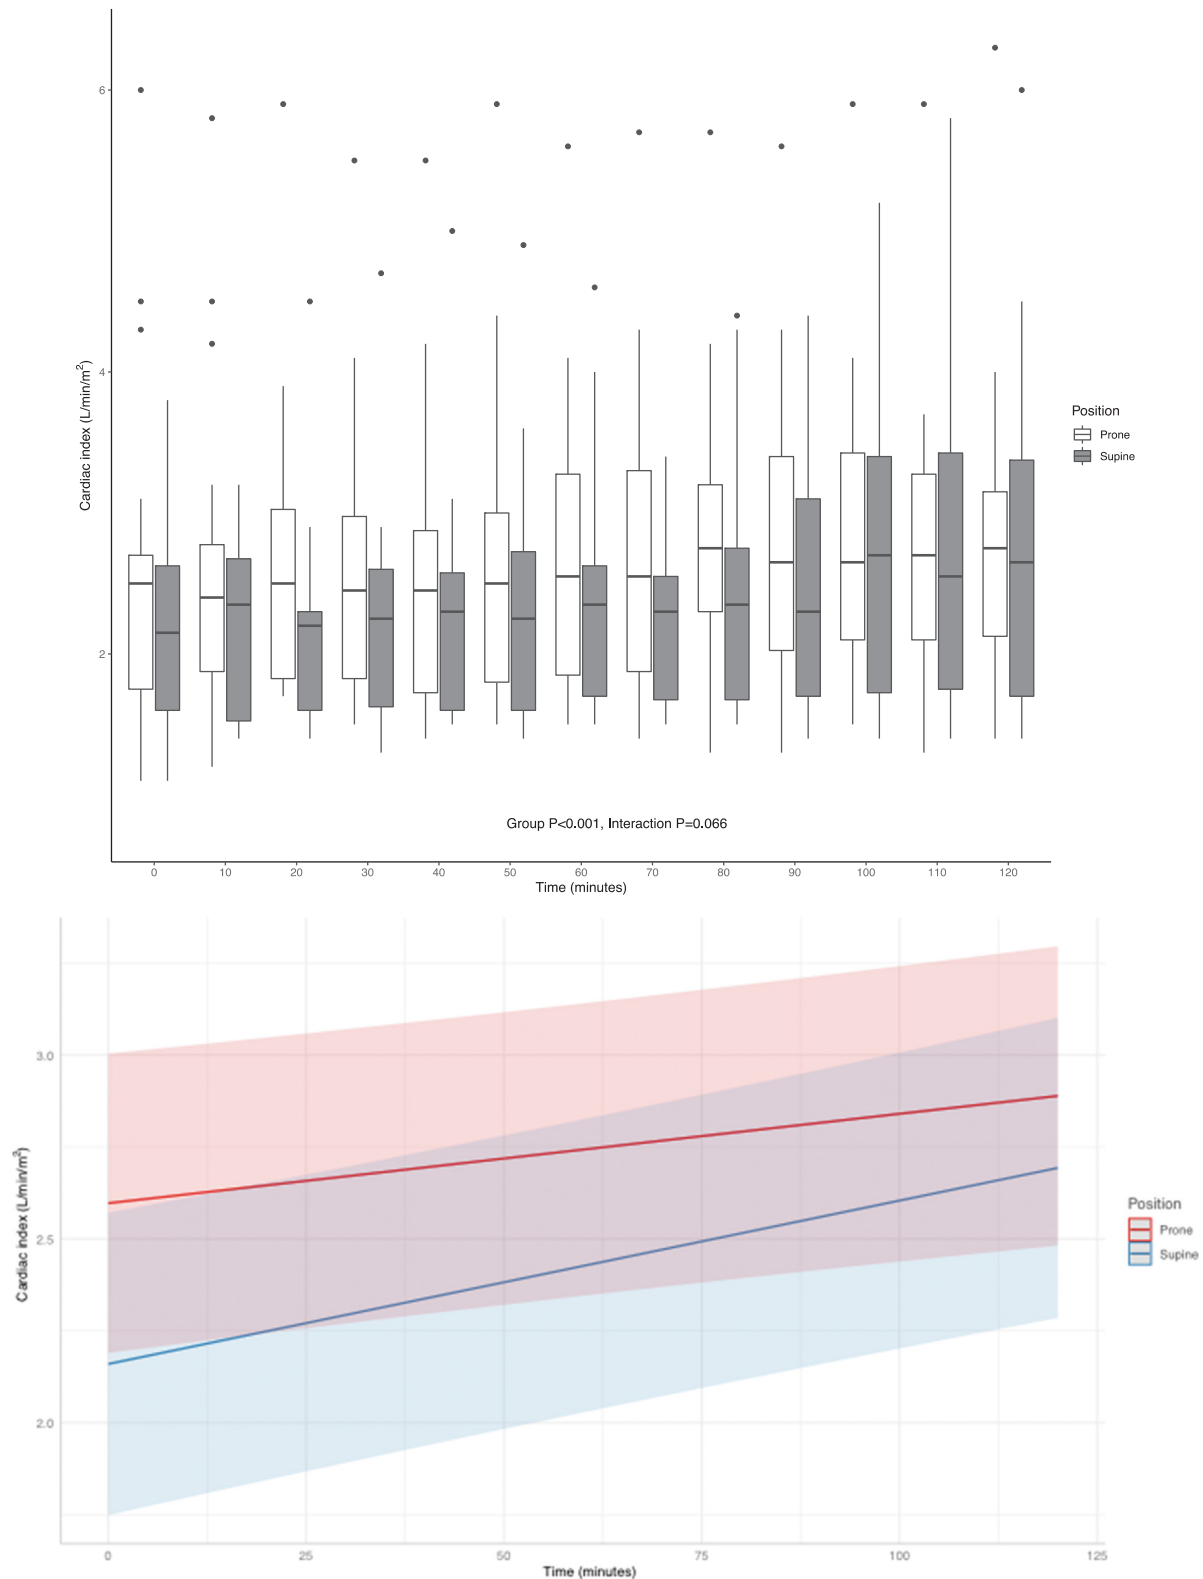 6
4
2
Cardiac index (L/min/m²)
Position
Prone
Supine
Group P<0.001, Interaction P=0.066
0 10 20 30 40 50 60 70 80 90 100 110 120
Time (minutes)
3.0
2.5
2.0
Cardiac index (L/min/m²)
Position
Prone
Supine
0 25 50 75 100 125
Time (minutes)